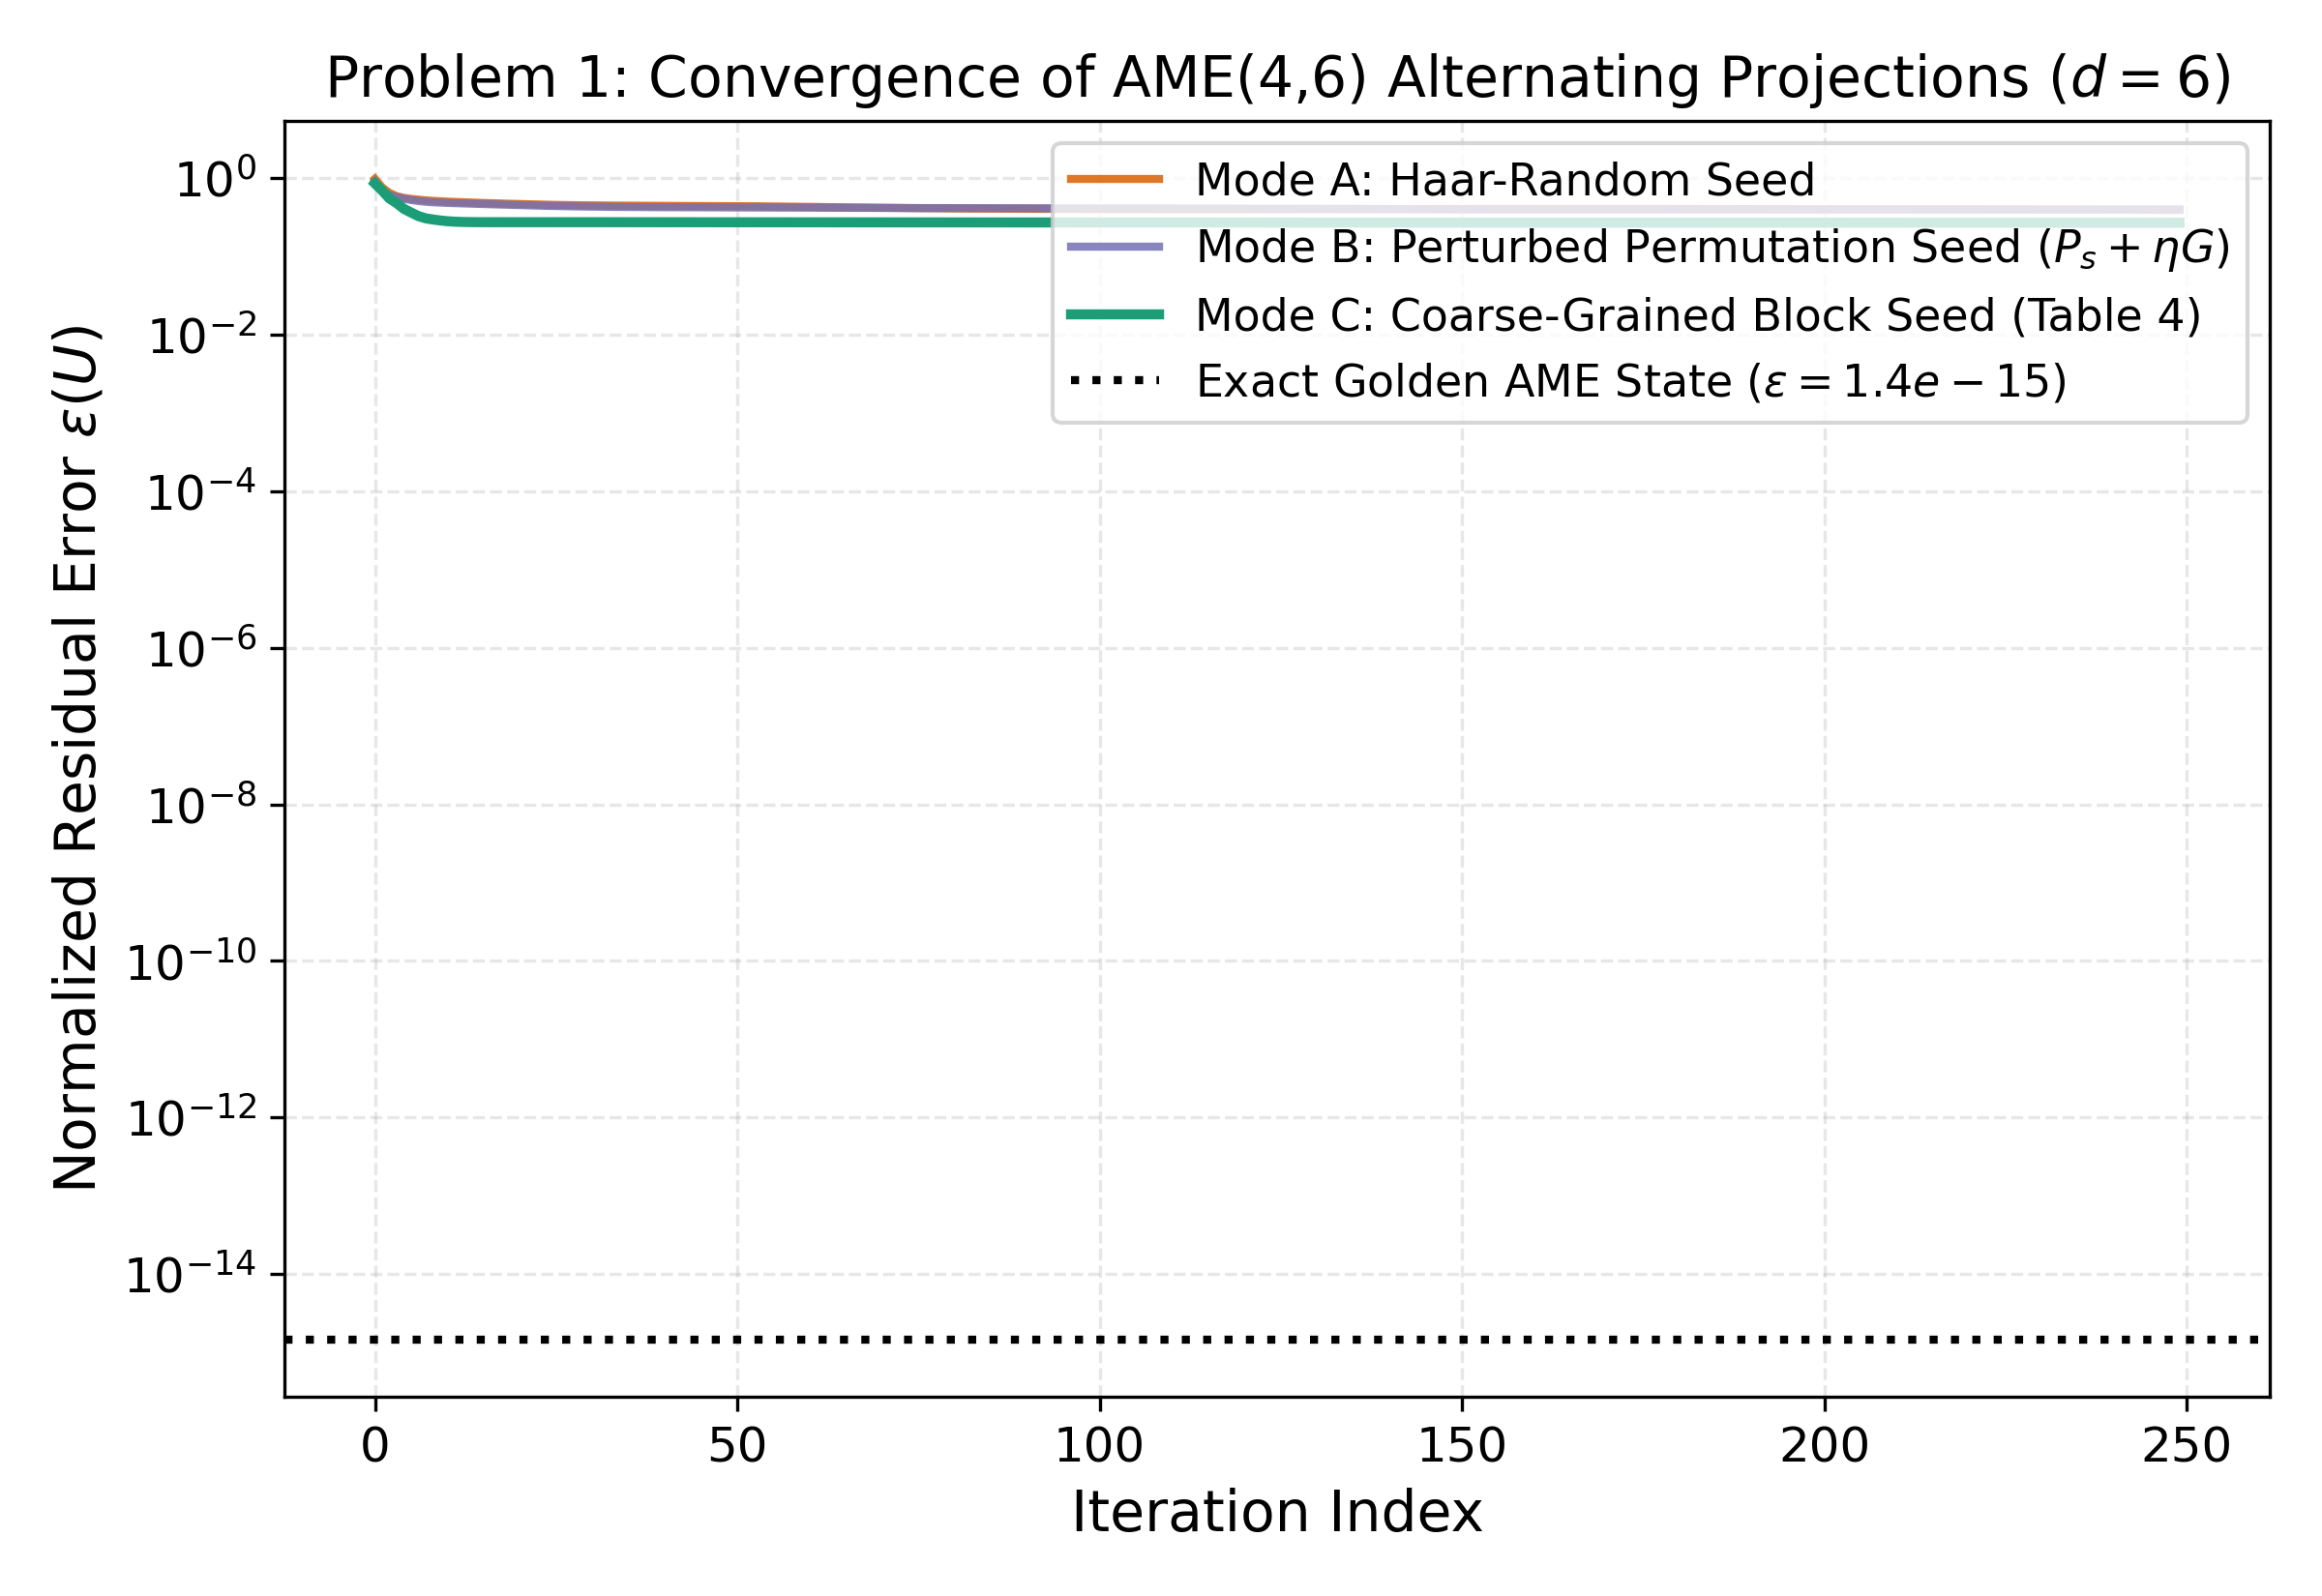 Problem 1: Convergence of AME(4,6) Alternating Projections (d = 6)
Normalized Residual Error ε(U)
10⁰
10⁻²
10⁻⁴
10⁻⁶
10⁻⁸
10⁻¹⁰
10⁻¹²
10⁻¹⁴
Mode A: Haar-Random Seed
Mode B: Perturbed Permutation Seed (Pₛ + ηG)
Mode C: Coarse-Grained Block Seed (Table 4)
Exact Golden AME State (ε = 1.4e − 15)
0 50 100 150 200 250
Iteration Index